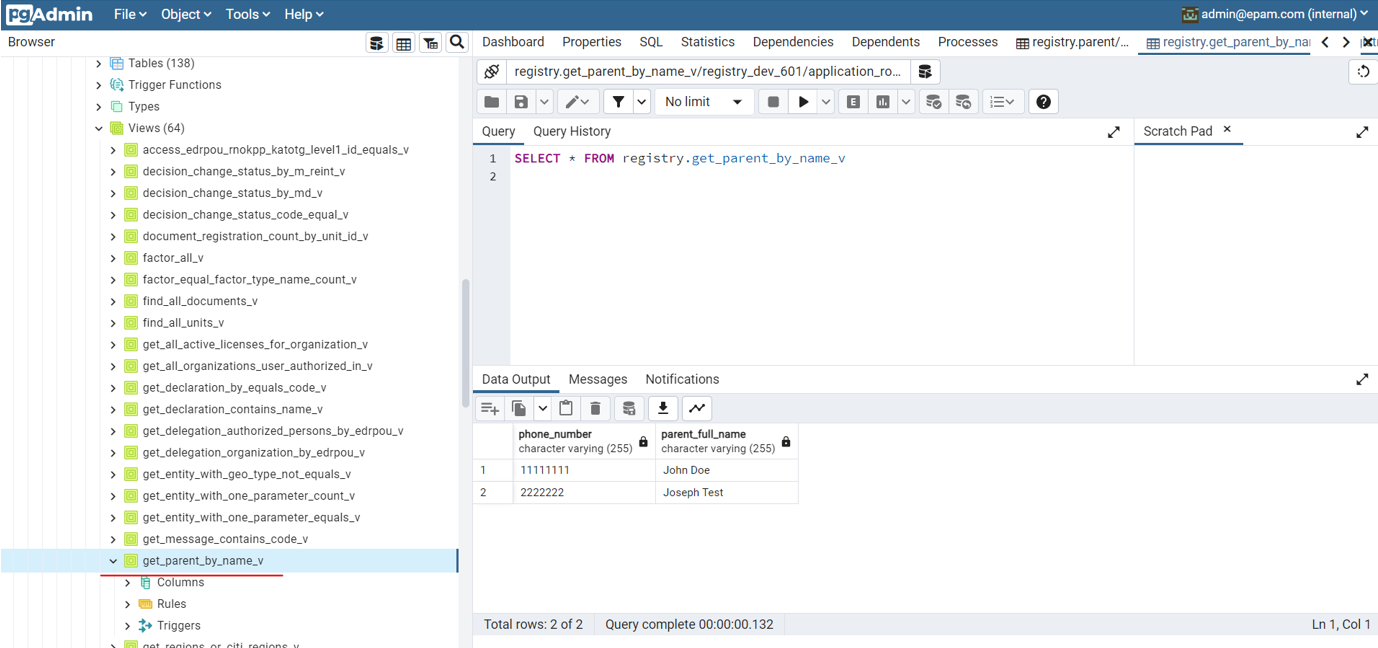 pgAdmin File Object Tools Help admin@epam.com (internal)
Browser
Dashboard Properties SQL Statistics Dependencies Dependents Processes registry.parent/... registry.get_parent_by_nar
Tables (138)
Trigger Functions
Types
Views (64)
access_edrpou_rnokpp_katotg_level1_id_equals_v
decision_change_status_by_m_reint_v
decision_change_status_by_md_v
decision_change_status_code_equal_v
document_registration_count_by_unit_id_v
factor_all_v
factor_equal_factor_type_name_count_v
find_all_documents_v
find_all_units_v
get_all_active_licenses_for_organization_v
get_all_organizations_user_authorized_in_v
get_declaration_by_equals_code_v
get_declaration_contains_name_v
get_delegation_authorized_persons_by_edrpou_v
get_delegation_organization_by_edrpou_v
get_entity_with_geo_type_not_equals_v
get_entity_with_one_parameter_count_v
get_entity_with_one_parameter_equals_v
get_message_contains_code_v
get_parent_by_name_v
Columns
Rules
Triggers
get_regions_or_citi_regions_v
registry.get_parent_by_name_v/registry_dev_601/application_ro...
No limit
E
Query Query History
Scratch Pad
1 SELECT * FROM registry.get_parent_by_name_v
2
Data Output Messages Notifications
phone_number parent_full_name
character varying (255) character varying (255)
1 11111111 John Doe
2 2222222 Joseph Test
Total rows: 2 of 2 Query complete 00:00:00.132 Ln 1, Col 1